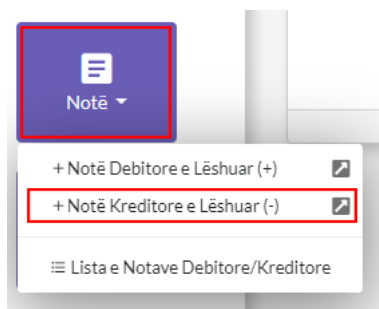 Notë
+ Notë Debitore e Lëshuar (+)
+ Notë Kreditore e Lëshuar (-)
Lista e Notave Debitore/Kreditore